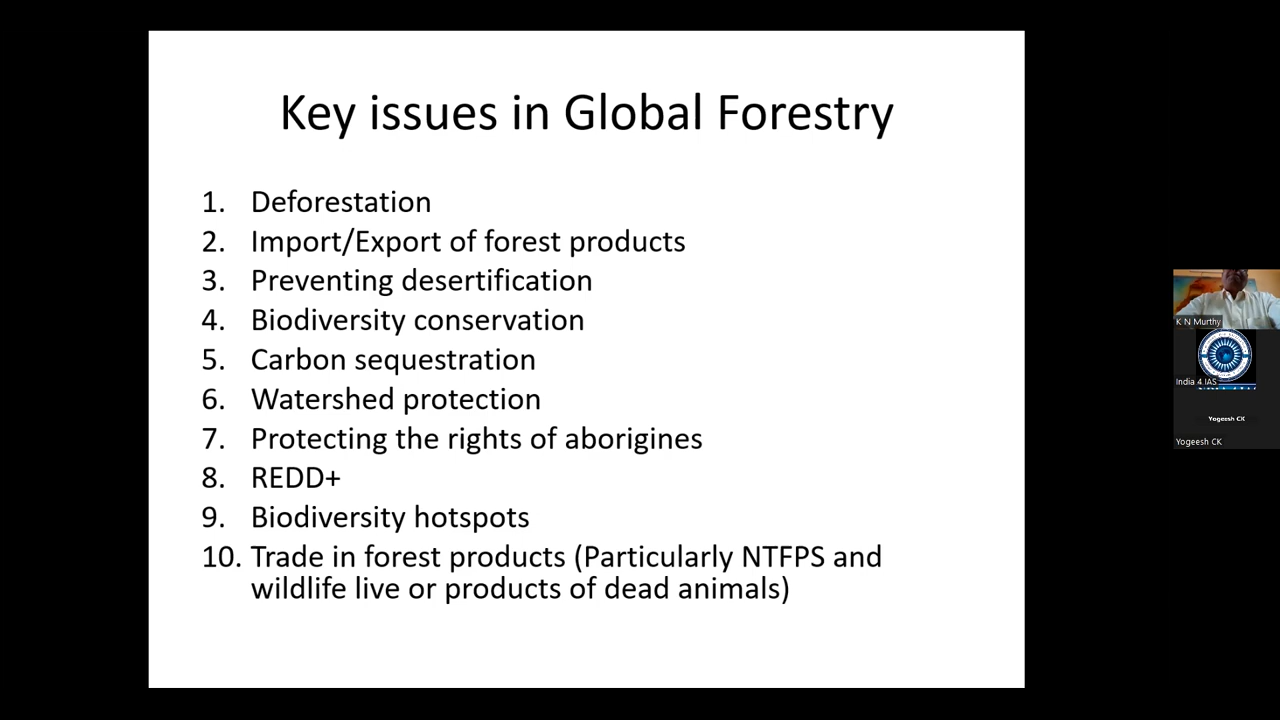 Key issues in Global Forestry
1. Deforestation
2. Import/Export of forest products
3. Preventing desertification
4. Biodiversity conservation
5. Carbon sequestration
6. Watershed protection
7. Protecting the rights of aborigines
8. REDD+
9. Biodiversity hotspots
10. Trade in forest products (Particularly NTFPS and
wildlife live or products of dead animals)
K N Murthy
India 4 IAS
Yogeesh CK
Yogeesh CK